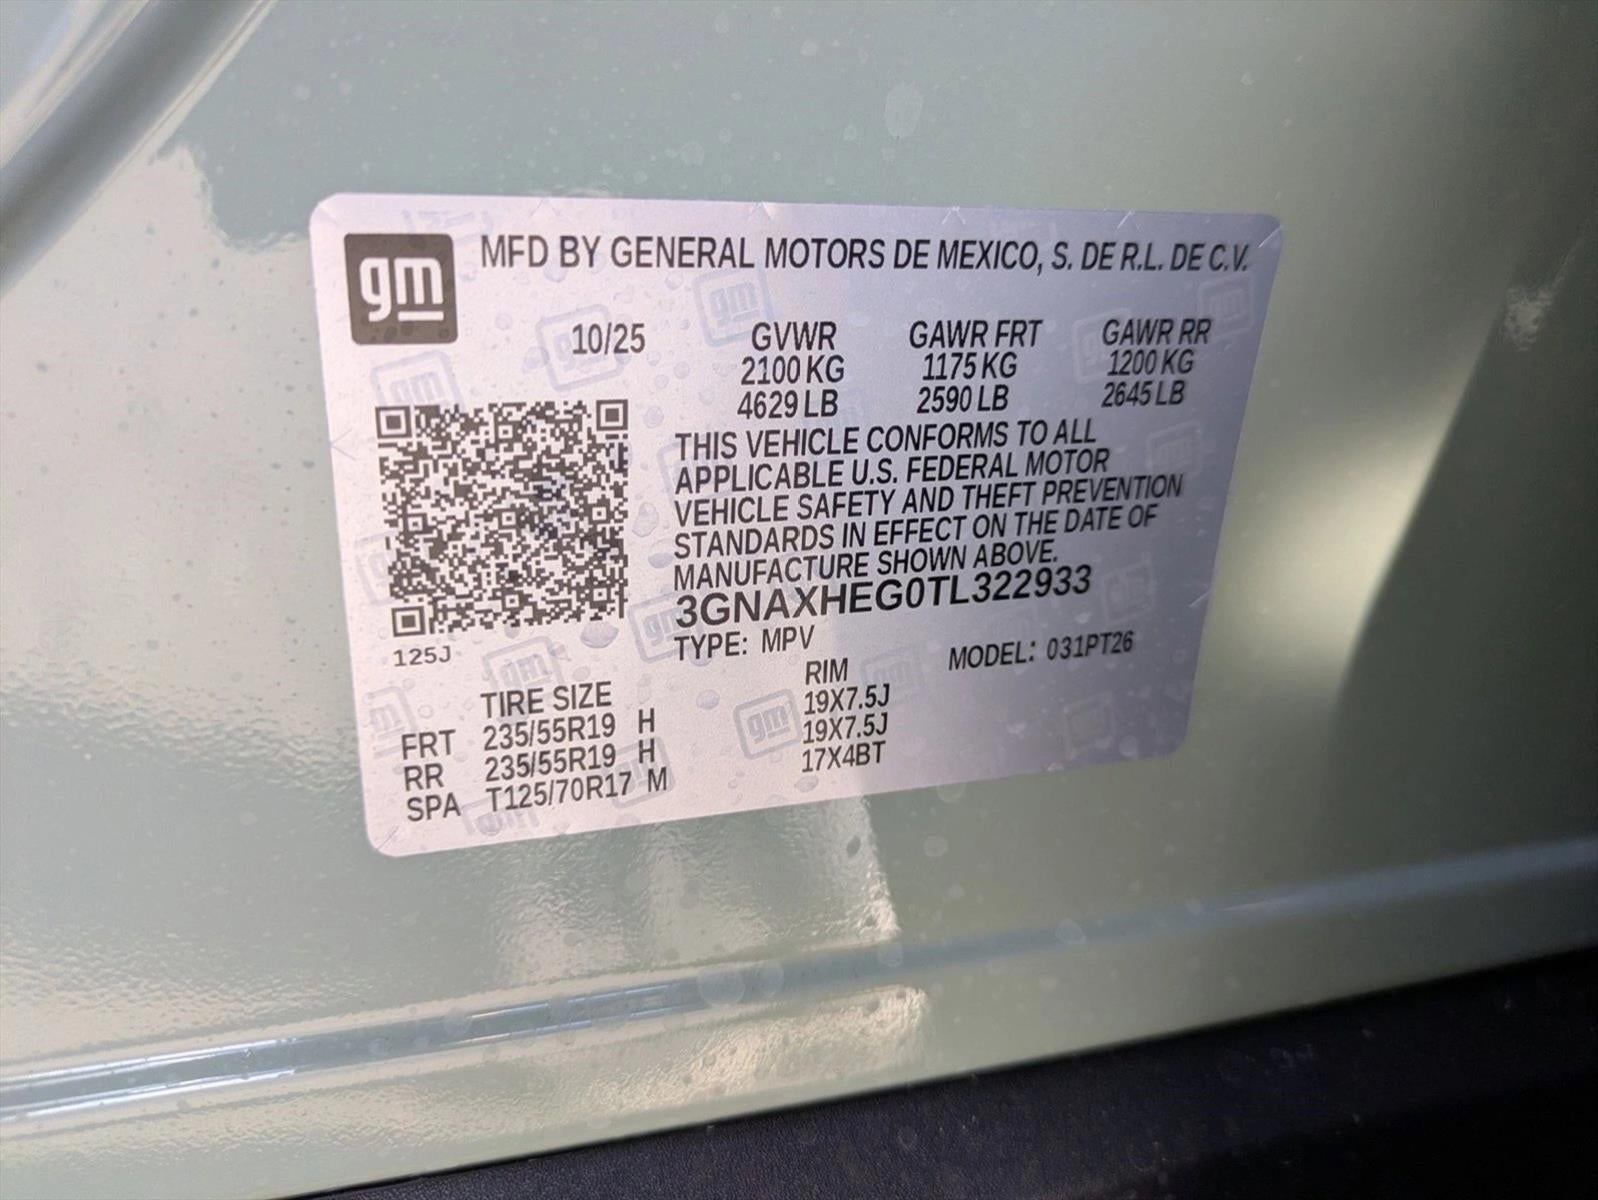 gm
MFD BY GENERAL MOTORS DE MEXICO, S. DE R.L. DE C.V.
10/25 GVWR GAWR FRT GAWR RR
2100 KG 1175 KG 1200 KG
4629 LB 2590 LB 2645 LB
THIS VEHICLE CONFORMS TO ALL
APPLICABLE U.S. FEDERAL MOTOR
VEHICLE SAFETY AND THEFT PREVENTION
STANDARDS IN EFFECT ON THE DATE OF
MANUFACTURE SHOWN ABOVE.
3GNAXHEG0TL322933
125J
TYPE: MPV MODEL: 031PT26
TIRE SIZE RIM
FRT 235/55R19 H 19X7.5J
RR 235/55R19 H 19X7.5J
SPA T125/70R17 M 17X4BT